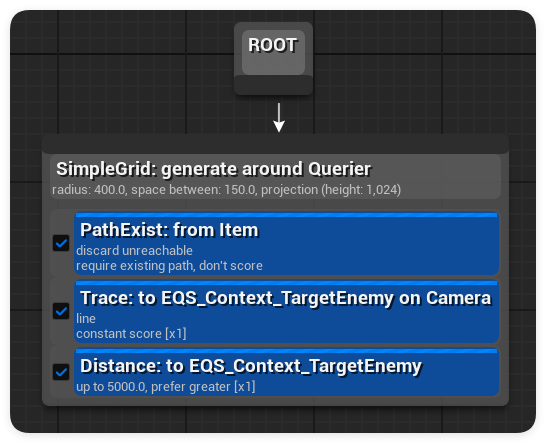 ROOT
SimpleGrid: generate around Querier
radius: 400.0, space between: 150.0, projection (height: 1,024)
PathExist: from Item
discard unreachable
require existing path, don't score
Trace: to EQS_Context_TargetEnemy on Camera
line
constant score [x1]
Distance: to EQS_Context_TargetEnemy
up to 5000.0, prefer greater [x1]